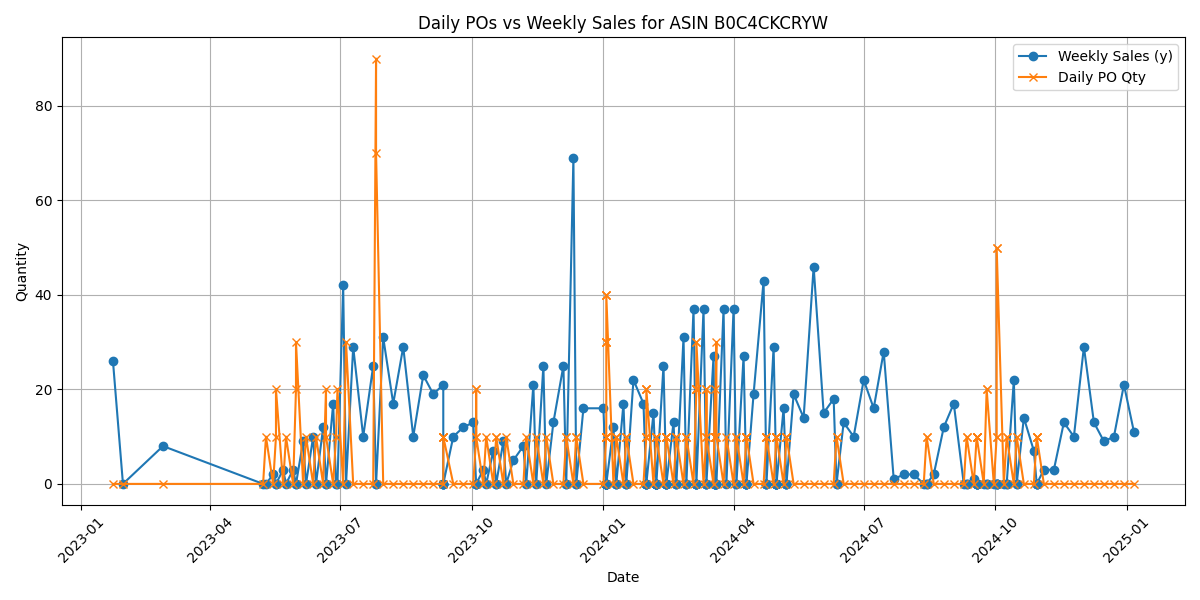 Daily POs vs Weekly Sales for ASIN B0C4CKCRYW
Weekly Sales (y)
Daily PO Qty
Quantity
80
60
40
20
0
2023-01
2023-04
2023-07
2023-10
2024-01
2024-04
2024-07
2024-10
2025-01
Date